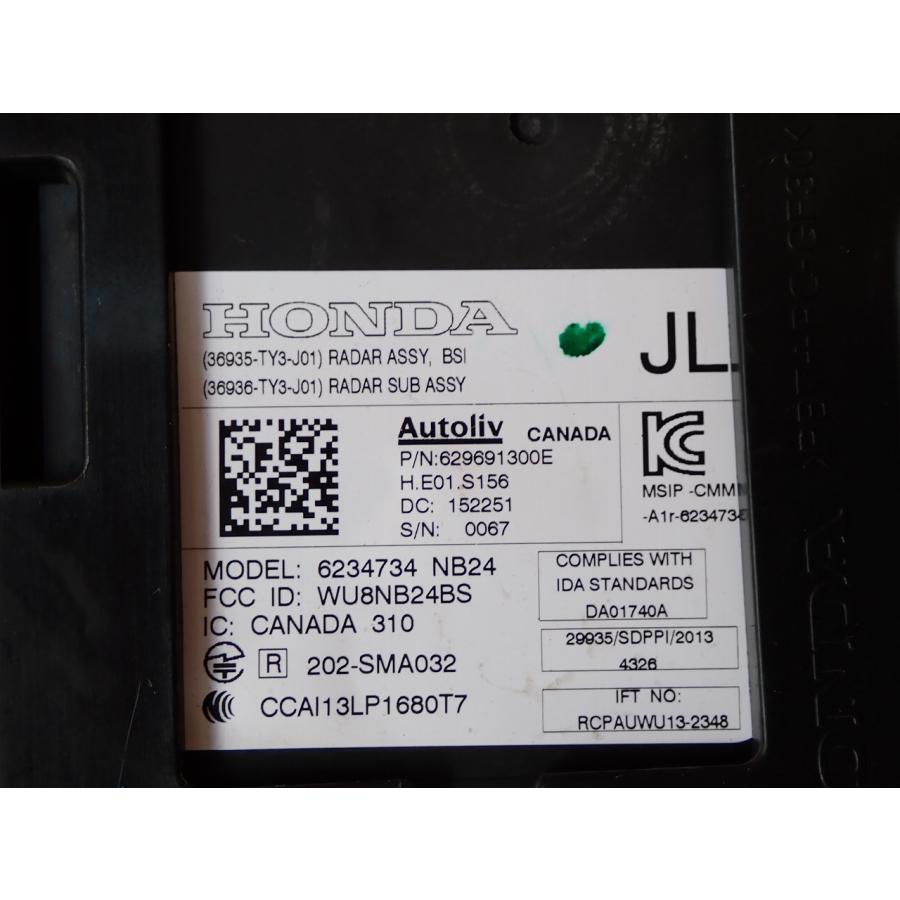 HONDA
(36935-TY3-J01) RADAR ASSY, BSI
(36936-TY3-J01) RADAR SUB ASSY
JL
Autoliv CANADA
P/N:629691300E
H.E01.S156
DC: 152251
S/N: 0067
MSIP -CMM
-A1r-623473
MODEL: 6234734 NB24
FCC ID: WU8NB24BS
IC: CANADA 310
R 202-SMA032
CCAI13LP1680T7
COMPLIES WITH
IDA STANDARDS
DA01740A
29935/SDPPI/2013
4326
IFT NO:
RCPAUWU13-2348
HONDA